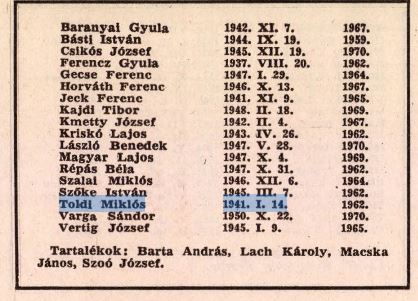 Baranyai Gyula 1942. XI. 7. 1967.
Básti István 1944. IX. 19. 1959.
Csikós József 1945. XII. 19. 1970.
Ferencz Gyula 1937. VIII. 20. 1962.
Gecse Ferenc 1947. I. 29. 1964.
Horváth Ferenc 1946. X. 13. 1967.
Jeck Ferenc 1941. XI. 9. 1965.
Kajdi Tibor 1948. II. 18. 1969.
Kmetty József 1942. II. 4. 1967.
Kriskó Lajos 1943. IV. 26. 1962.
László Benedek 1947. V. 28. 1970.
Magyar Lajos 1947. X. 4. 1969.
Répás Béla 1947. X. 31. 1962.
Szalai Miklós 1946. XII. 6. 1964.
Szőke István 1945. III. 7. 1962.
Toldi Miklós 1941. I. 14. 1962.
Varga Sándor 1950. X. 22. 1970.
Vertig József 1945. I. 9. 1965.
Tartalékok: Barta András, Lach Károly, Macska
János, Szoó József.